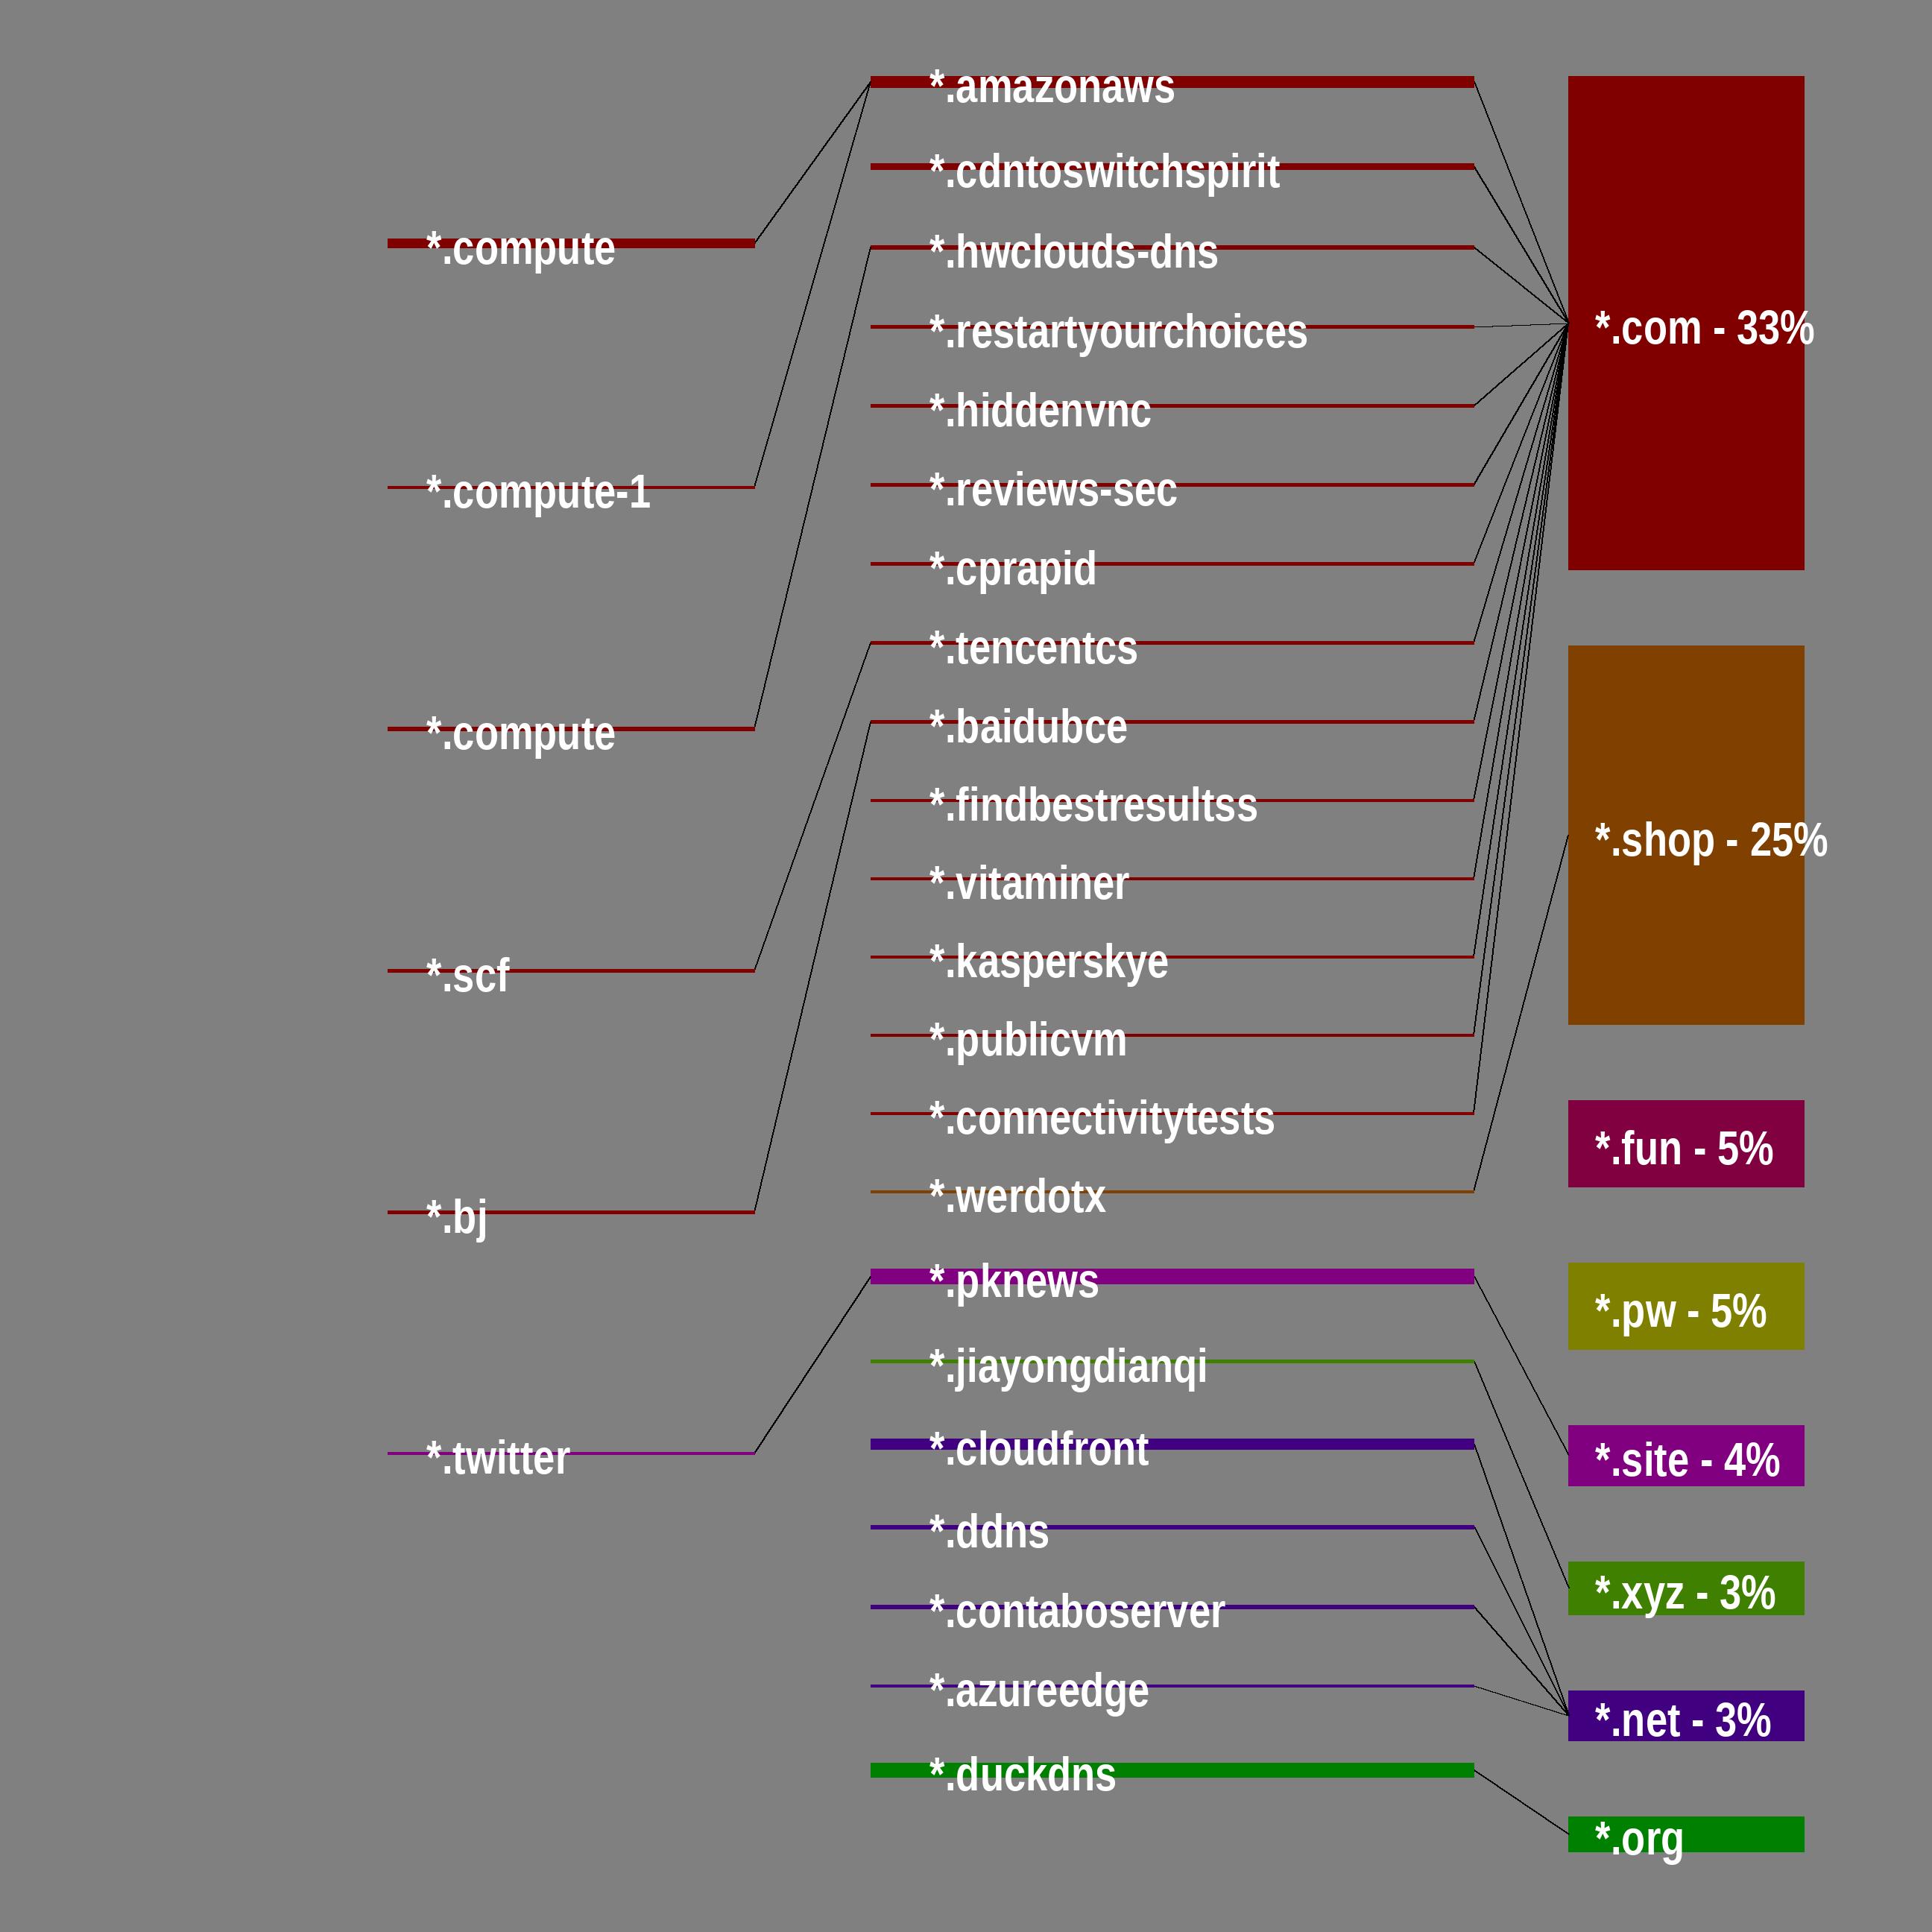 *.compute
*.compute-1
*.compute
*.scf
*.bj
*.twitter
*.amazonaws
*.cdntoswitchspirit
*.hwclouds-dns
*.restartyourchoices
*.hiddenvnc
*.reviews-sec
*.cprapid
*.tencentcs
*.baidubce
*.findbestresultss
*.vitaminer
*.kasperskye
*.publicvm
*.connectivitytests
*.werdotx
*.pknews
*.jiayongdianqi
*.cloudfront
*.ddns
*.contaboserver
*.azureedge
*.duckdns
*.com - 33%
*.shop - 25%
*.fun - 5%
*.pw - 5%
*.site - 4%
*.xyz - 3%
*.net - 3%
*.org